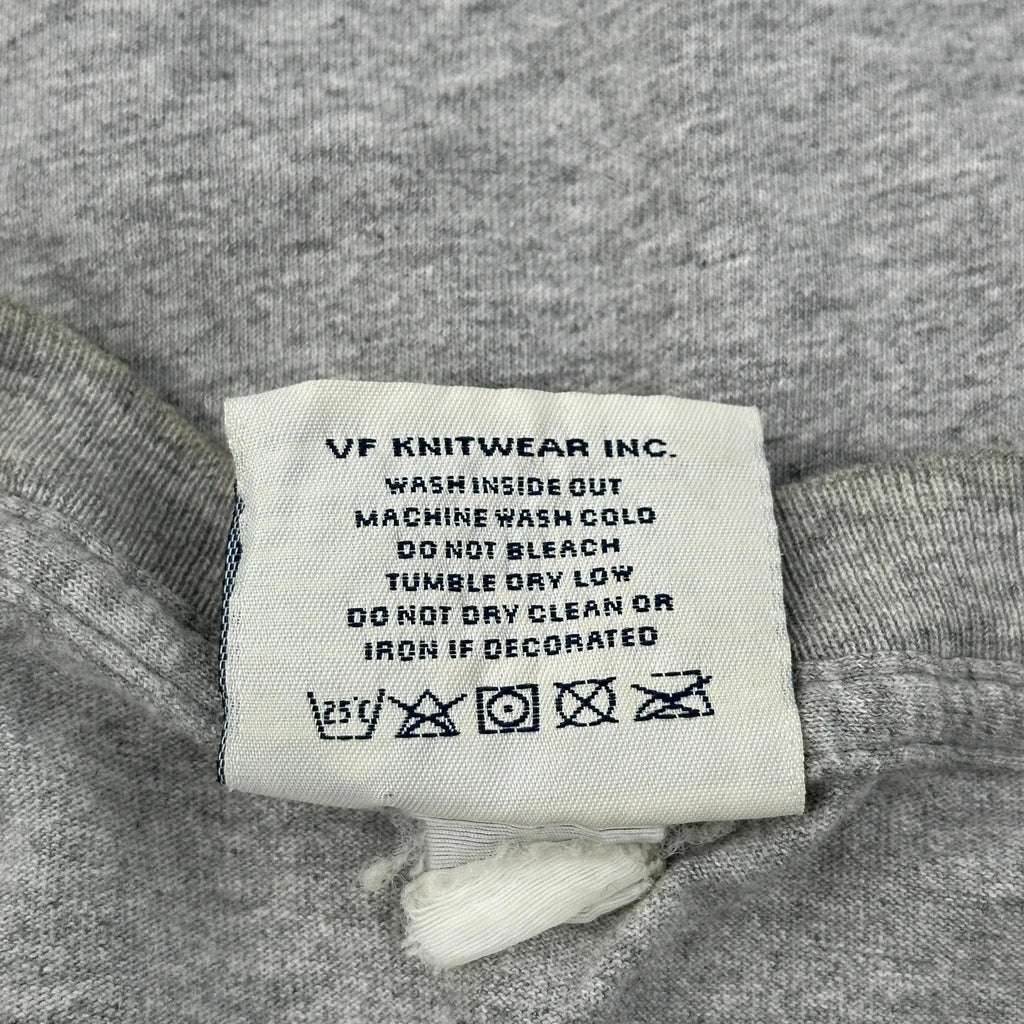 VF KNITWEAR INC.
WASH INSIDE OUT
MACHINE WASH COLD
DO NOT BLEACH
TUMBLE DRY LOW
DO NOT DRY CLEAN OR
IRON IF DECORATED
25°C